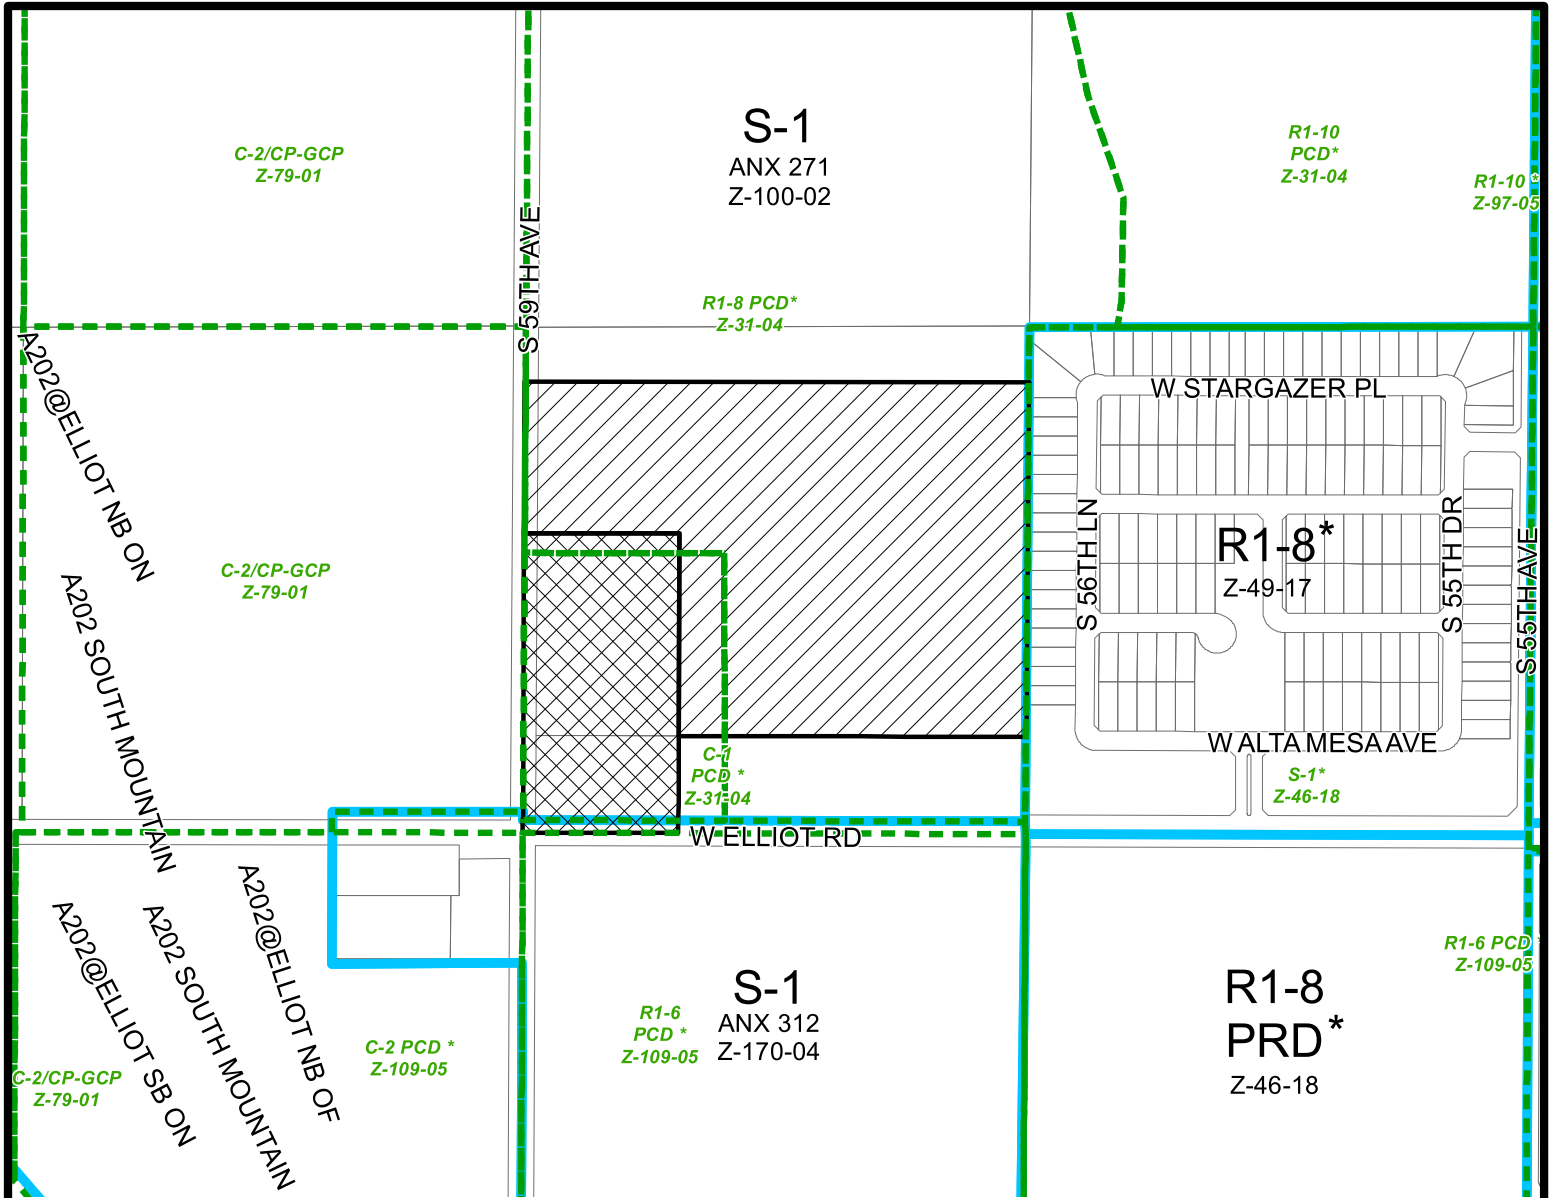 S-1
ANX 271
Z-100-02
C-2/CP-GCP
Z-79-01
R1-10
PCD*
Z-31-04
R1-10 *
Z-97-05
S 59TH AVE
R1-8 PCD*
Z-31-04
A202@ELLIOT NB ON
W STARGAZER PL
C-2/CP-GCP
Z-79-01
A202 SOUTH MOUNTAIN
S 56TH LN
R1-8*
Z-49-17
S 55TH DR
S 55TH AVE
W ALTA MESA AVE
C-1
PCD *
Z-31-04
S-1*
Z-46-18
W ELLIOT RD
A202@ELLIOT SB ON
A202 SOUTH MOUNTAIN
A202@ELLIOT NB OF
C-2/CP-GCP
Z-79-01
C-2 PCD *
Z-109-05
R1-6
PCD *
Z-109-05
S-1
ANX 312
Z-170-04
R1-8
PRD*
Z-46-18
R1-6 PCD *
Z-109-05